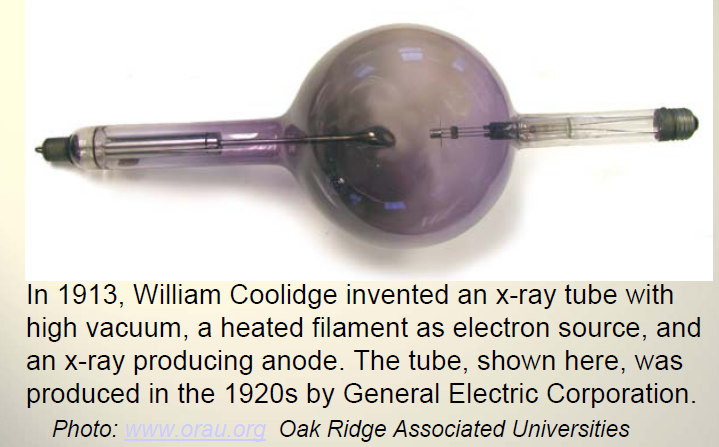 In 1913, William Coolidge invented an x-ray tube with
high vacuum, a heated filament as electron source, and
an x-ray producing anode. The tube, shown here, was
produced in the 1920s by General Electric Corporation.
Photo: www.orau.org Oak Ridge Associated Universities